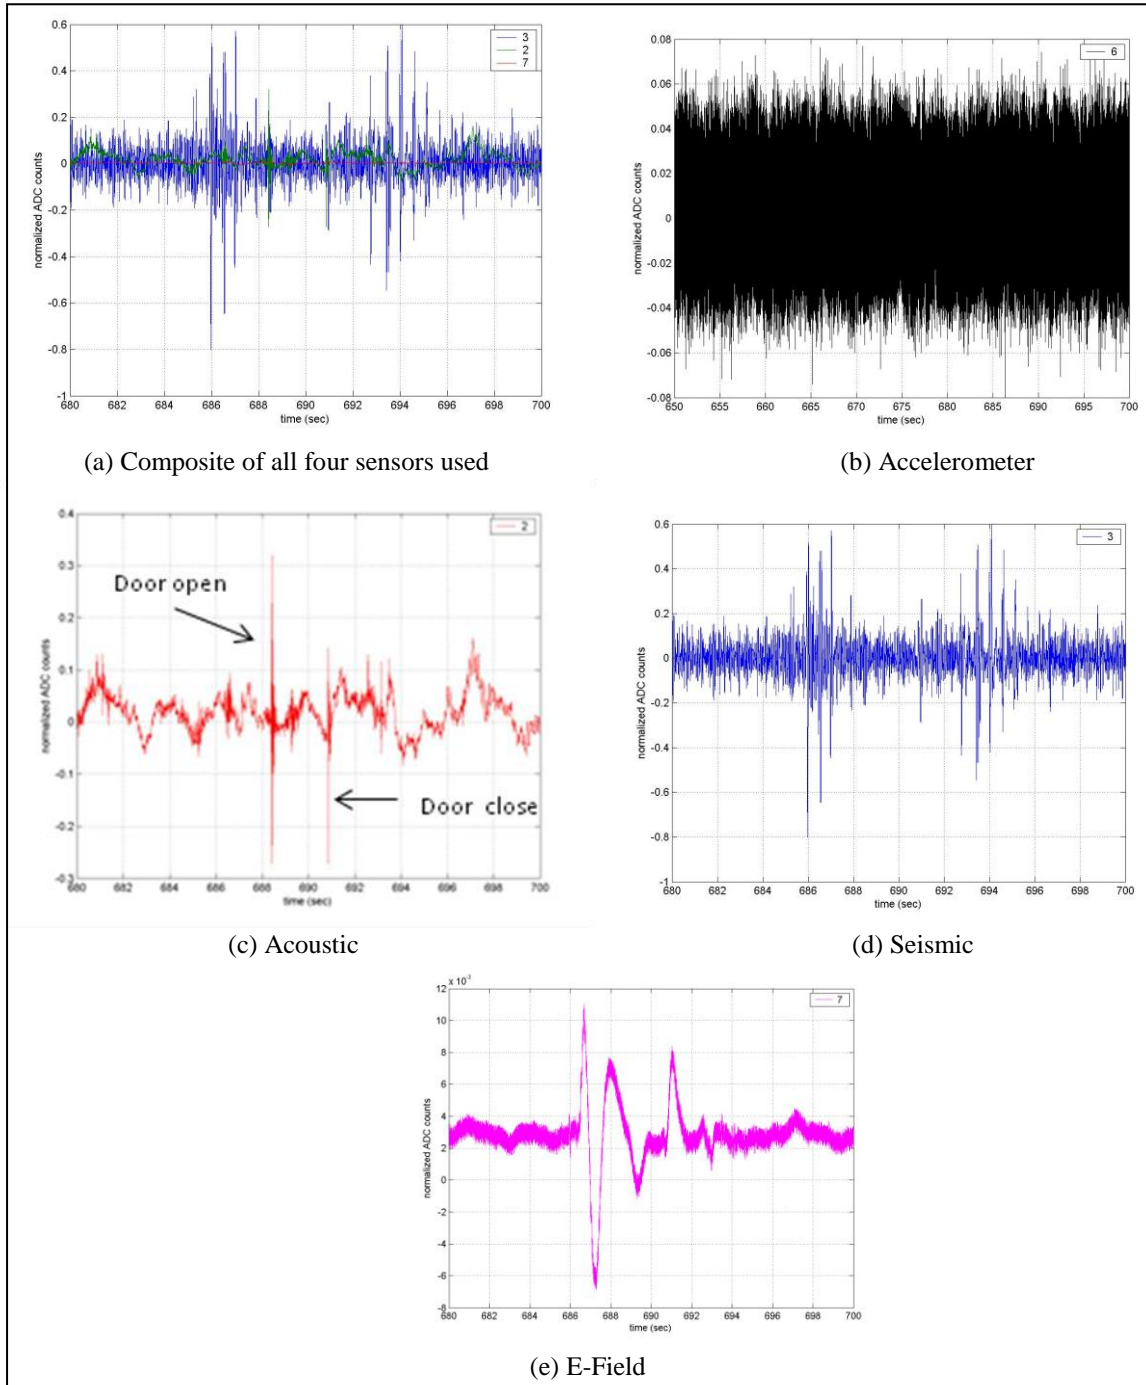 0.6
0.4
0.2
0
-0.2
-0.4
-0.6
-0.8
-1
normalized ADC counts
3
2
7
680 682 684 686 688 690 692 694 696 698 700
time (sec)
(a) Composite of all four sensors used
0.08
0.06
0.04
0.02
0
-0.02
-0.04
-0.06
-0.08
normalized ADC counts
6
650 655 660 665 670 675 680 685 690 695 700
time (sec)
(b) Accelerometer
0.4
0.3
0.2
0.1
0
-0.1
-0.2
-0.3
normalized ADC counts
2
Door open
Door close
680 682 684 686 688 690 692 694 696 698 700
time (sec)
(c) Acoustic
0.6
0.4
0.2
0
-0.2
-0.4
-0.6
-0.8
-1
normalized ADC counts
3
680 682 684 686 688 690 692 694 696 698 700
time (sec)
(d) Seismic
x 10⁻³
12
10
8
6
4
2
0
-2
-4
-6
-8
normalized ADC counts
7
680 682 684 686 688 690 692 694 696 698 700
time (sec)
(e) E-Field